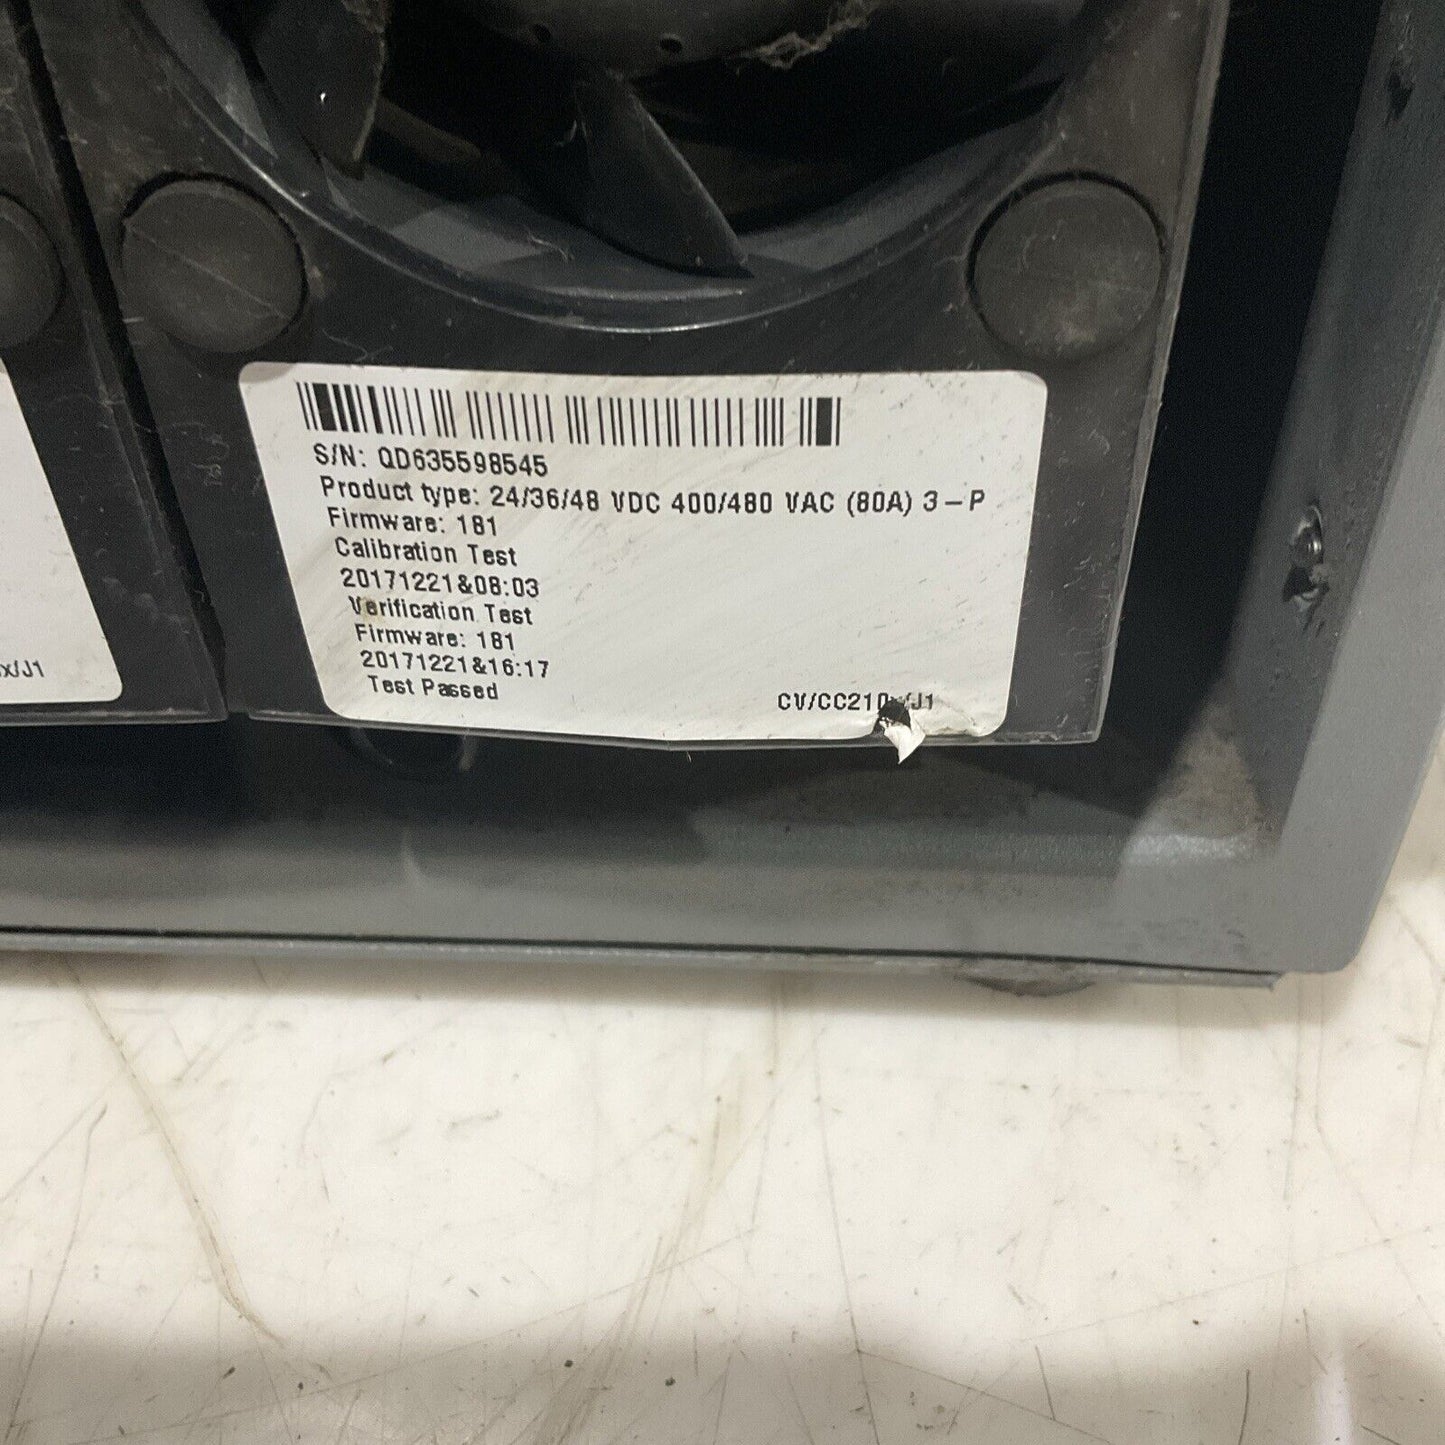 S/N: QD635598545
Product type: 24/36/48 VDC 400/480 VAC (80A) 3-P
Firmware: 181
Calibration Test
20171221&08:03
Verification Test
Firmware: 181
20171221&16:17
Test Passed
x/J1